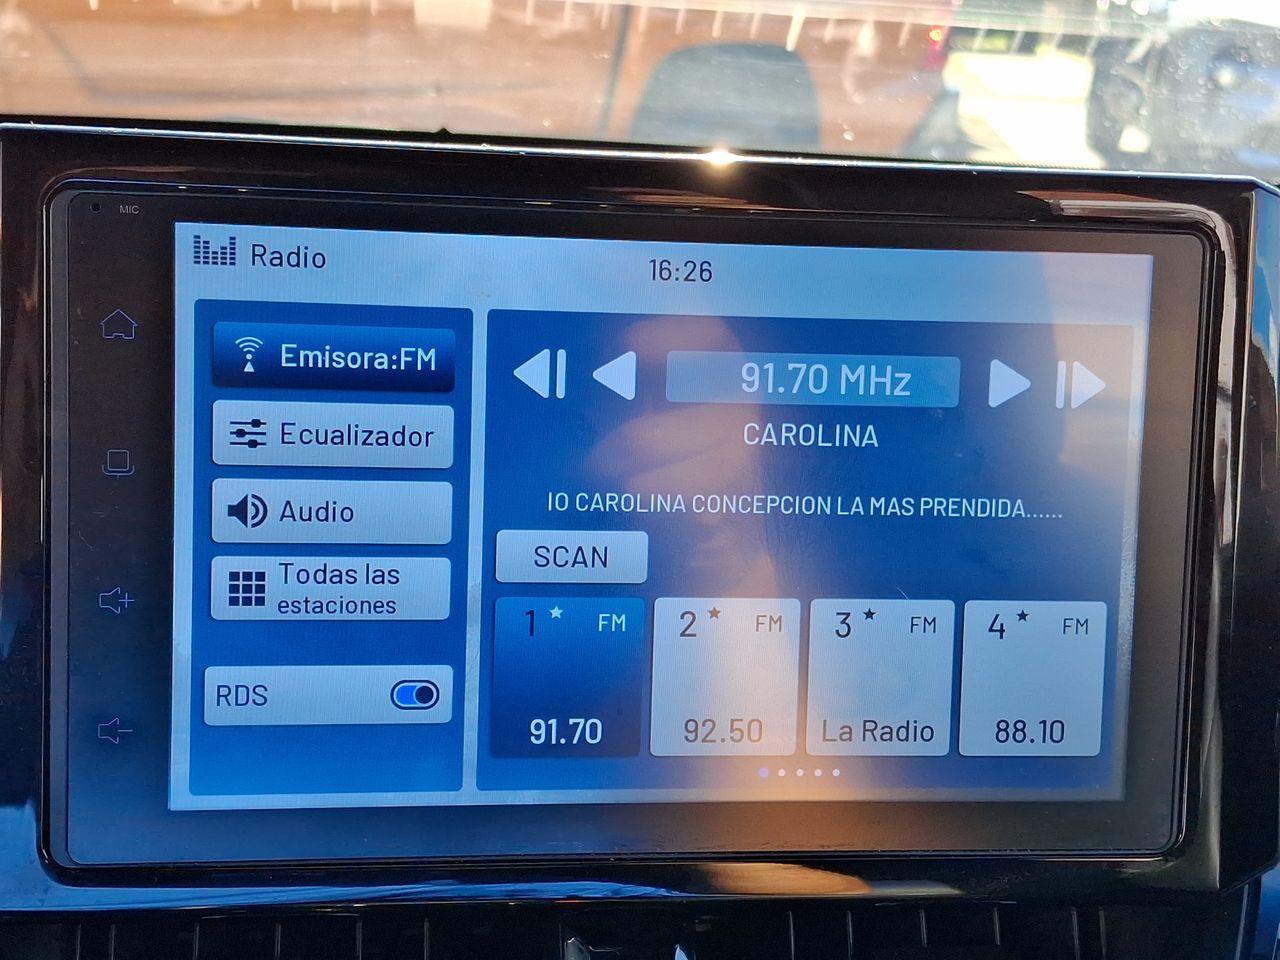 MIC
Radio
16:26
Emisora:FM
Ecualizador
Audio
Todas las
estaciones
RDS
91.70 MHz
CAROLINA
IO CAROLINA CONCEPCION LA MAS PRENDIDA......
SCAN
1 FM
91.70
2 FM
92.50
3 FM
La Radio
4 FM
88.10